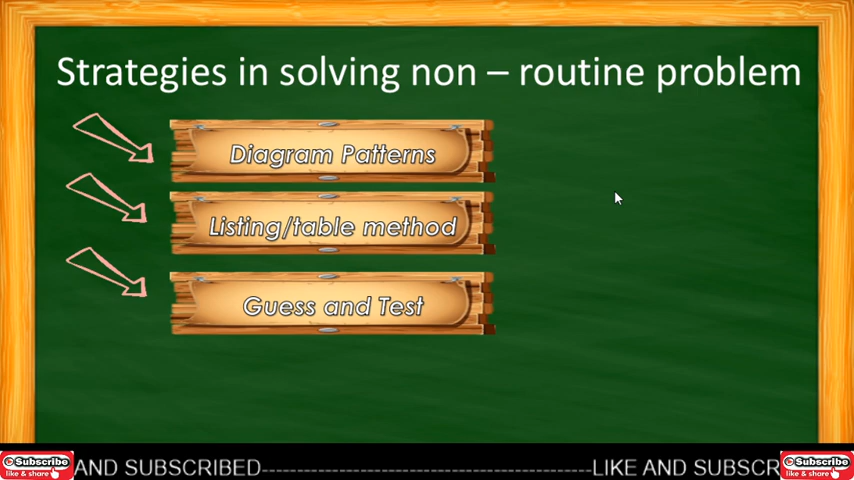 Strategies in solving non – routine problem
Diagram Patterns
Listing/table method
Guess and Test
Subscribe
like & share
AND SUBSCRIBED------------------------------------------LIKE AND SUBSCR
Subscribe
like & share